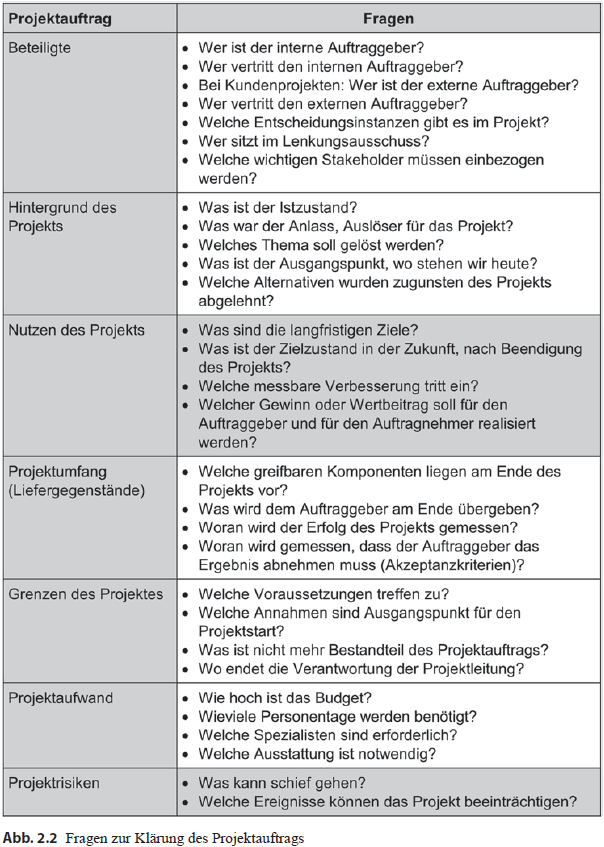 Projektauftrag
Fragen
Beteiligte
• Wer ist der interne Auftraggeber?
• Wer vertritt den internen Auftraggeber?
• Bei Kundenprojekten: Wer ist der externe Auftraggeber?
• Wer vertritt den externen Auftraggeber?
• Welche Entscheidungsinstanzen gibt es im Projekt?
• Wer sitzt im Lenkungsausschuss?
• Welche wichtigen Stakeholder müssen einbezogen
werden?
Hintergrund des
Projekts
• Was ist der Istzustand?
• Was war der Anlass, Auslöser für das Projekt?
• Welches Thema soll gelöst werden?
• Was ist der Ausgangspunkt, wo stehen wir heute?
• Welche Alternativen wurden zugunsten des Projekts
abgelehnt?
Nutzen des Projekts
• Was sind die langfristigen Ziele?
• Was ist der Zielzustand in der Zukunft, nach Beendigung
des Projekts?
• Welche messbare Verbesserung tritt ein?
• Welcher Gewinn oder Wertbeitrag soll für den
Auftraggeber und für den Auftragnehmer realisiert
werden?
Projektumfang
(Liefergegenstände)
• Welche greifbaren Komponenten liegen am Ende des
Projekts vor?
• Was wird dem Auftraggeber am Ende übergeben?
• Woran wird der Erfolg des Projekts gemessen?
• Woran wird gemessen, dass der Auftraggeber das
Ergebnis abnehmen muss (Akzeptanzkriterien)?
Grenzen des Projektes
• Welche Voraussetzungen treffen zu?
• Welche Annahmen sind Ausgangspunkt für den
Projektstart?
• Was ist nicht mehr Bestandteil des Projektauftrags?
• Wo endet die Verantwortung der Projektleitung?
Projektaufwand
• Wie hoch ist das Budget?
• Wieviele Personentage werden benötigt?
• Welche Spezialisten sind erforderlich?
• Welche Ausstattung ist notwendig?
Projektrisiken
• Was kann schief gehen?
• Welche Ereignisse können das Projekt beeinträchtigen?
Abb. 2.2 Fragen zur Klärung des Projektauftrags